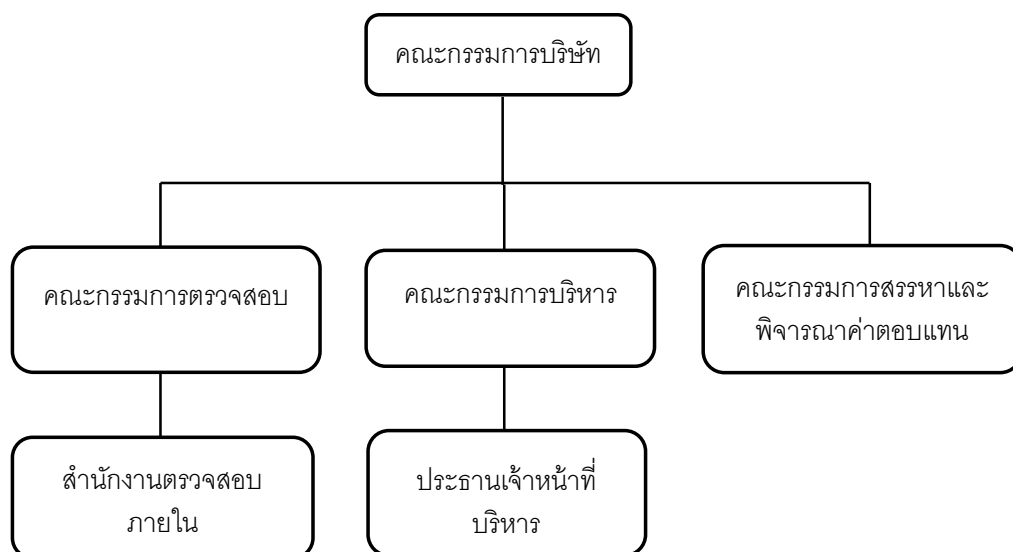 คณะกรรมการบริษัท
คณะกรรมการตรวจสอบ
คณะกรรมการบริหาร
คณะกรรมการสรรหาและ
พิจารณาค่าตอบแทน
สำนักงานตรวจสอบ
ภายใน
ประธานเจ้าหน้าที่
บริหาร